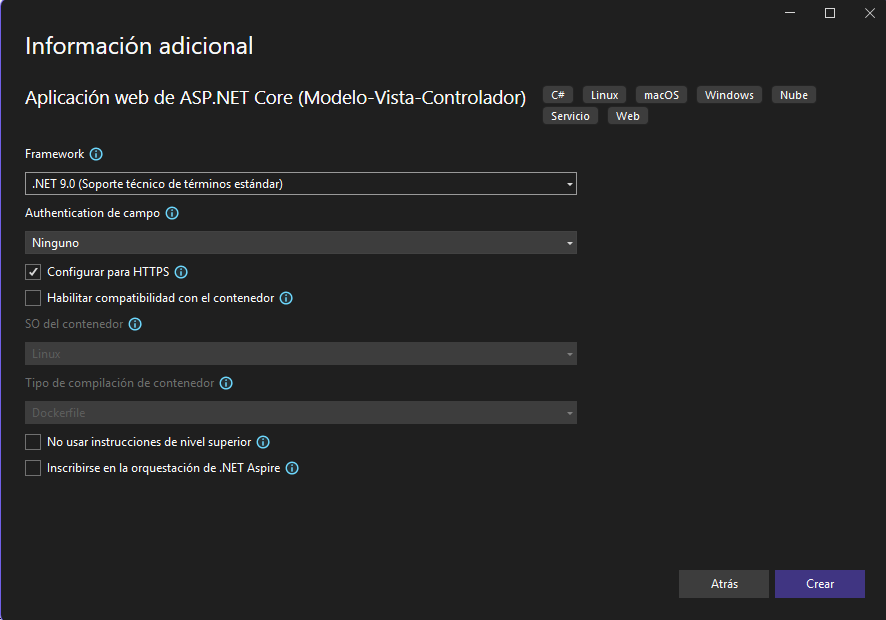 Información adicional
Aplicación web de ASP.NET Core (Modelo-Vista-Controlador) C# Linux macOS Windows Nube
Servicio Web
Framework
.NET 9.0 (Soporte técnico de términos estándar)
Authentication de campo
Ninguno
Configurar para HTTPS
Habilitar compatibilidad con el contenedor
SO del contenedor
Linux
Tipo de compilación de contenedor
Dockerfile
No usar instrucciones de nivel superior
Inscribirse en la orquestación de .NET Aspire
Atrás Crear